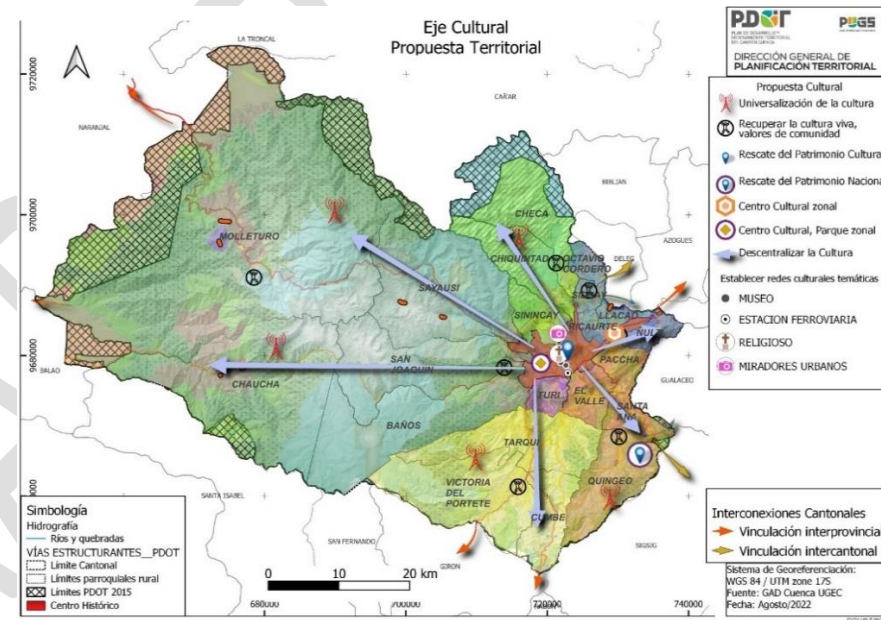 Eje Cultural
Propuesta Territorial
PDOT
PUGS
DIRECCIÓN GENERAL DE
PLANIFICACIÓN TERRITORIAL
Propuesta Cultural
Universalización de la cultura
Recuperar la cultura viva,
valores de comunidad
Rescate del Patrimonio Cultura
Rescate del Patrimonio Naciona
Centro Cultural zonal
Centro Cultural, Parque zonal
Descentralizar la Cultura
Establecer redes culturales temáticas
MUSEO
ESTACION FERROVIARIA
RELIGIOSO
MIRADORES URBANOS
Interconexiones Cantonales
Vinculación interprovincia
Vinculación intercantonal
Sistema de Georeferenciación:
WGS 84 / UTM zone 17S
Fuente: GAD Cuenca UGEC
Fecha: Agosto/2022
LA TRONCAL
NARANJAL
CAÑAR
BIBLIAN
AZOGUES
DELEG
GUALACEO
SIGSIG
GIRON
SAN FERNANDO
SANTA ISABEL
BALAO
MOLLETURO
SAYAUSI
CHECA
CHIQUINTAD
OCTAVIO
CORDERO
SININCAY
LLACAO
RICAURTE
NULTI
PACCHA
SAN
JOAQUIN
CHAUCHA
BAÑOS
TURI
EL
VALLE
SANTA
ANA
TARQUI
VICTORIA
DEL
PORTETE
QUINGEO
CUMBE
9720000
9700000
9680000
680000
700000
720000
740000
0 10 20 km
Simbología
Hidrografía
Ríos y quebradas
VÍAS ESTRUCTURANTES__PDOT
Límite Cantonal
Límites parroquiales rural
Límites PDOT 2015
Centro Histórico